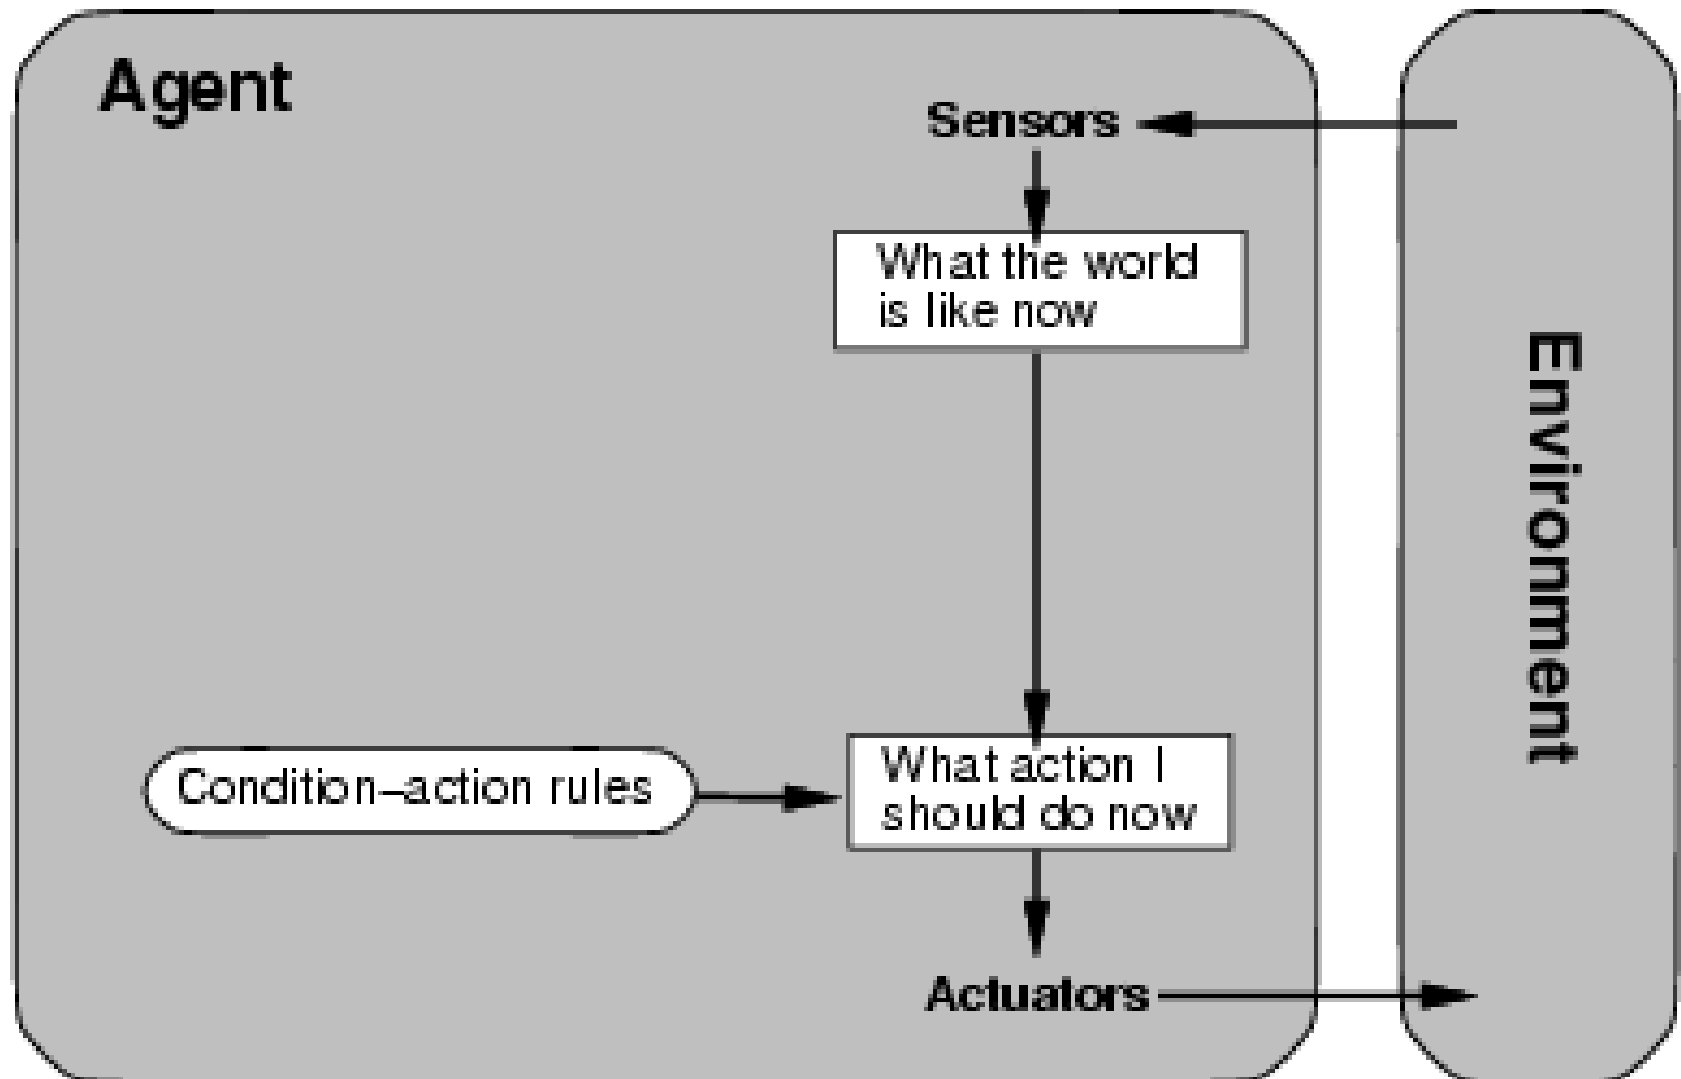 Agent
Sensors
What the world
is like now
Environment
Condition–action rules
What action I
should do now
Actuators